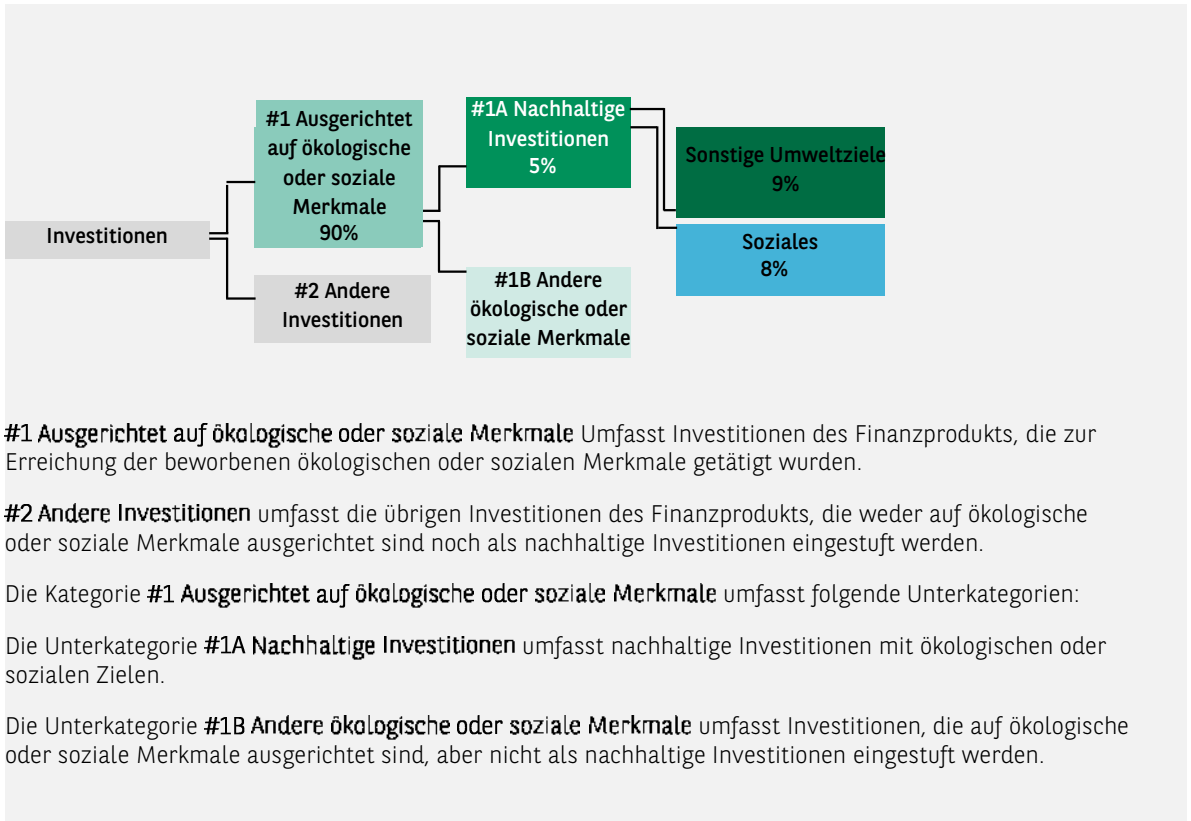 #1 Ausgerichtet
auf ökologische
oder soziale
Merkmale
90%
#1A Nachhaltige
Investitionen
5%
Sonstige Umweltziele
9%
Investitionen
Soziales
8%
#2 Andere
Investitionen
#1B Andere
ökologische oder
soziale Merkmale
#1 Ausgerichtet auf ökologische oder soziale Merkmale Umfasst Investitionen des Finanzprodukts, die zur
Erreichung der beworbenen ökologischen oder sozialen Merkmale getätigt wurden.
#2 Andere Investitionen umfasst die übrigen Investitionen des Finanzprodukts, die weder auf ökologische
oder soziale Merkmale ausgerichtet sind noch als nachhaltige Investitionen eingestuft werden.
Die Kategorie #1 Ausgerichtet auf ökologische oder soziale Merkmale umfasst folgende Unterkategorien:
Die Unterkategorie #1A Nachhaltige Investitionen umfasst nachhaltige Investitionen mit ökologischen oder
sozialen Zielen.
Die Unterkategorie #1B Andere ökologische oder soziale Merkmale umfasst Investitionen, die auf ökologische
oder soziale Merkmale ausgerichtet sind, aber nicht als nachhaltige Investitionen eingestuft werden.